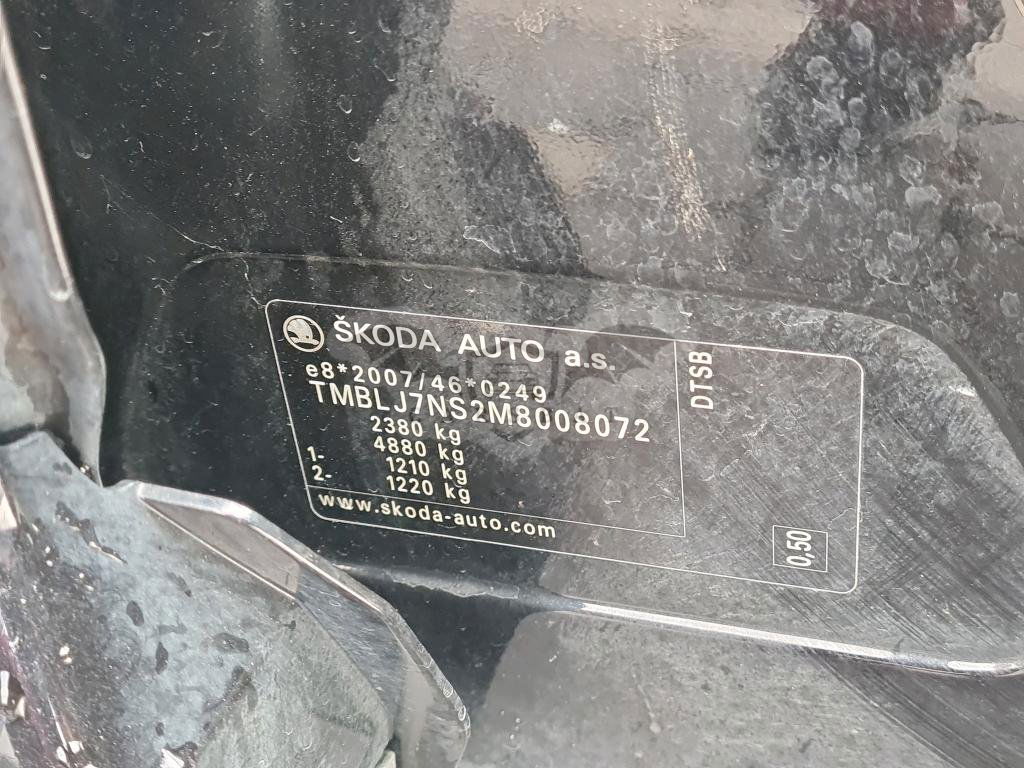 ŠKODA AUTO a.s.
e8*2007/46*0249
TMBLJ7NS2M8008072
2380 kg
4880 kg
1- 1210 kg
2- 1220 kg
www.skoda-auto.com
DTSB
0,50